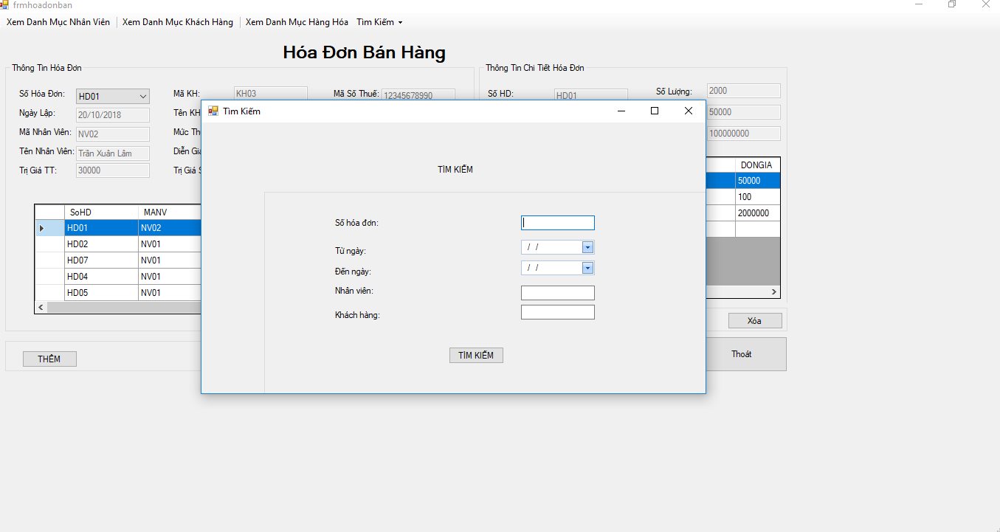 frmhoadonban
Xem Danh Mục Nhân Viên Xem Danh Mục Khách Hàng Xem Danh Mục Hàng Hóa Tìm Kiếm
Hóa Đơn Bán Hàng
Thông Tin Hóa Đơn
Số Hóa Đơn: HD01 Mã KH: KH03 Mã Số Thuế: 12345678990
Ngày Lập: 20/10/2018 Tên KH
Mã Nhân Viên: NV02 Mức Th
Tên Nhân Viên: Trần Xuân Lâm Diễn Giả
Trị Giá TT: 30000 Trị Giá S
SoHD MANV
HD01 NV02
HD02 NV01
HD07 NV01
HD04 NV01
HD05 NV01
THÊM
Thông Tin Chi Tiết Hóa Đơn
Số HD: HD01 Số Lượng: 2000
50000
100000000
DONGIA
50000
100
2000000
Xóa
Thoát
Tìm Kiếm
TÌM KIẾM
Số hóa đơn:
Từ ngày: / /
Đến ngày: / /
Nhân viên:
Khách hàng:
TÌM KIẾM